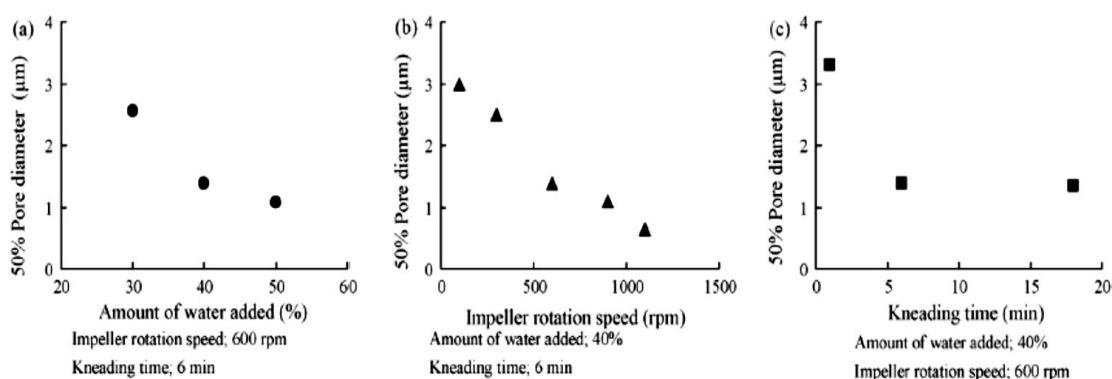 (a)
50% Pore diameter (μm)
4
3
2
1
0
20 30 40 50 60
Amount of water added (%)
Impeller rotation speed; 600 rpm
Kneading time; 6 min
(b)
50% Pore diameter (μm)
4
3
2
1
0
0 500 1000 1500
Impeller rotation speed (rpm)
Amount of water added; 40%
Kneading time; 6 min
(c)
50% Pore diameter (μm)
4
3
2
1
0
0 5 10 15 20
Kneading time (min)
Amount of water added; 40%
Impeller rotation speed; 600 rpm